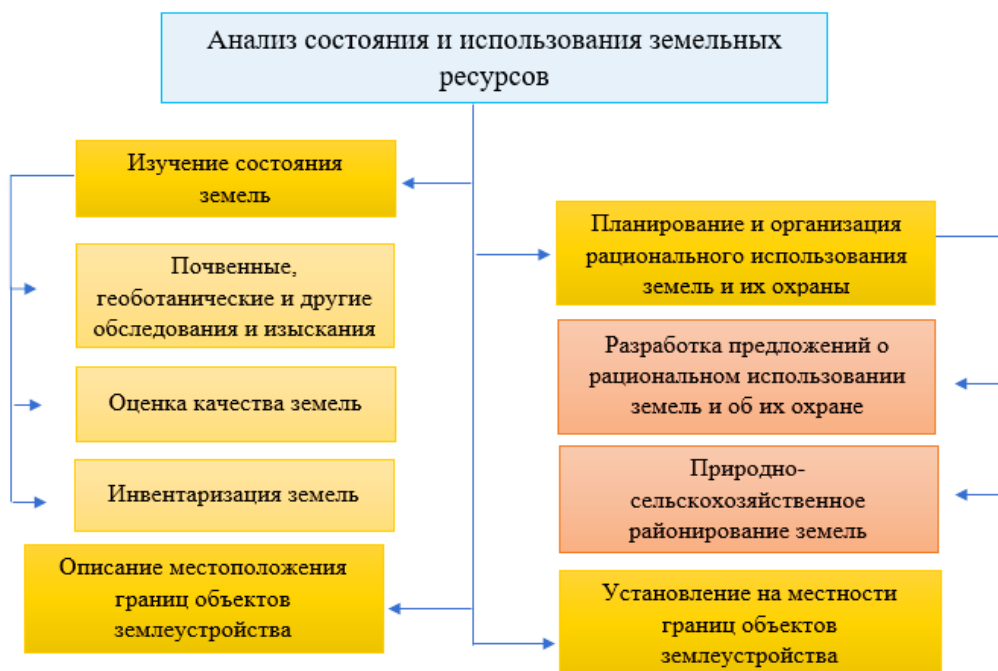 Анализ состояния и использования земельных
ресурсов
Изучение состояния
земель
Почвенные,
геоботанические и другие
обследования и изыскания
Оценка качества земель
Инвентаризация земель
Описание местоположения
границ объектов
землеустройства
Планирование и организация
рационального использования
земель и их охраны
Разработка предложений о
рациональном использовании
земель и об их охране
Природно-
сельскохозяйственное
районирование земель
Установление на местности
границ объектов
землеустройства